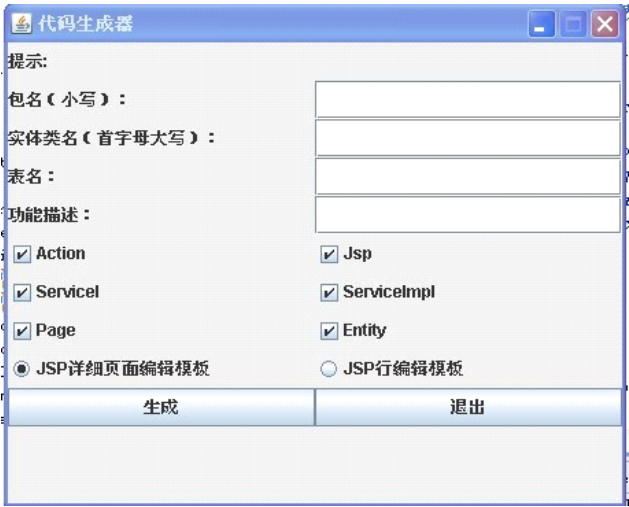 代码生成器
提示:
包名（小写）：
实体类名（首字母大写）：
表名：
功能描述：
Action Jsp
ServiceI ServiceImpl
Page Entity
JSP详细页面编辑模板 JSP行编辑模板
生成 退出